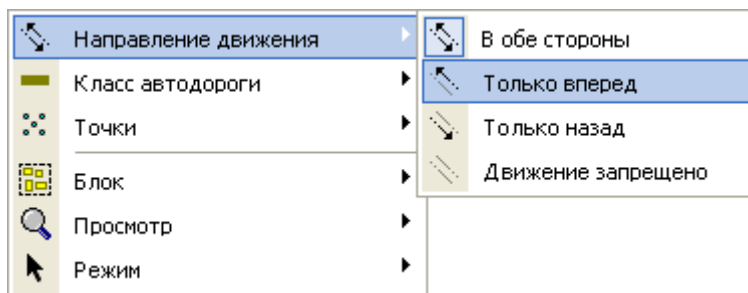 Направление движения
Класс автодороги
Точки
Блок
Просмотр
Режим
В обе стороны
Только вперед
Только назад
Движение запрещено